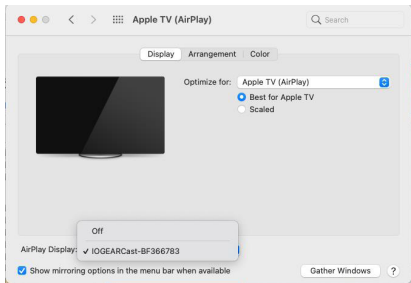 Apple TV (AirPlay)
Search
Display Arrangement Color
Optimize for: Apple TV (AirPlay)
Best for Apple TV
Scaled
Off
AirPlay Display: ✓ IOGEARCast-BF366783
Show mirroring options in the menu bar when available
Gather Windows ?